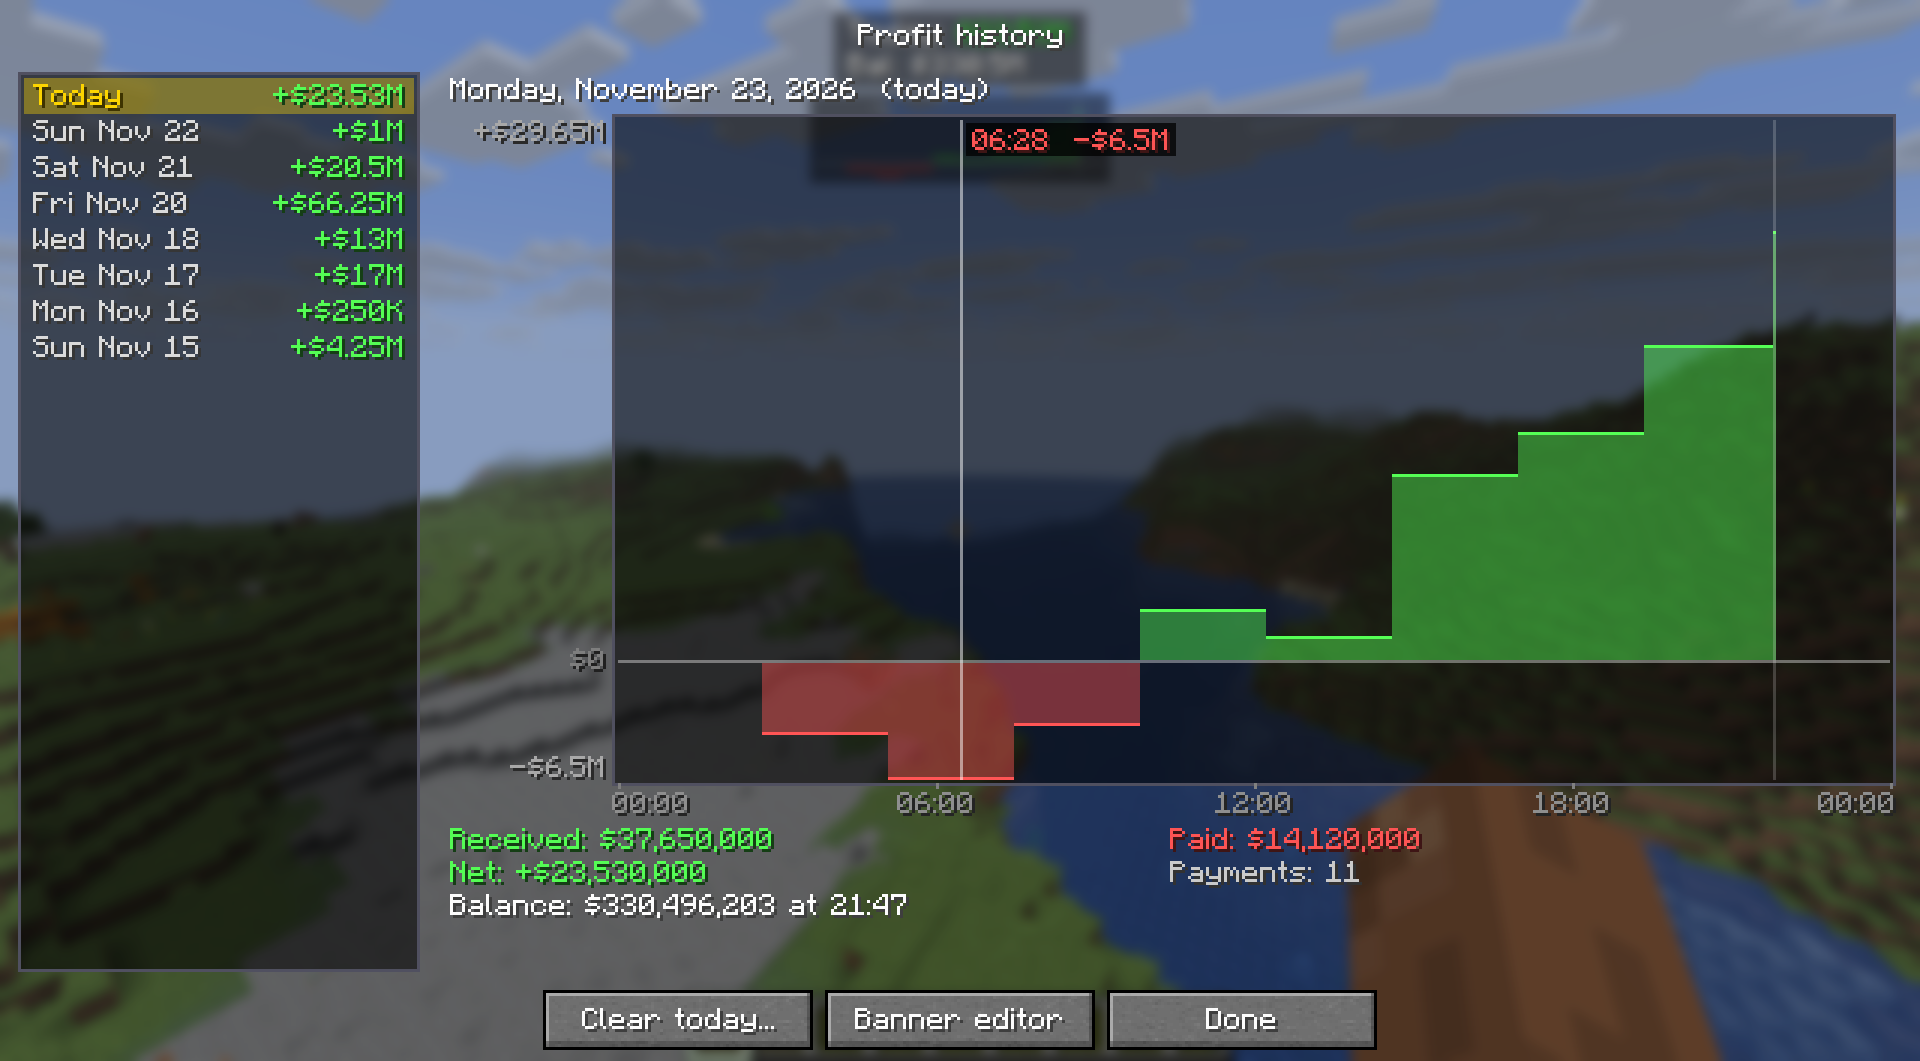 Profit history
Today +$23.53M
Sun Nov 22 +$1M
Sat Nov 21 +$20.5M
Fri Nov 20 +$66.25M
Wed Nov 18 +$13M
Tue Nov 17 +$17M
Mon Nov 16 +$250K
Sun Nov 15 +$4.25M
Monday, November 23, 2026 (today)
+$29.65M
06:28 -$6.5M
$0
-$6.5M
00:00 06:00 12:00 18:00 00:00
Received: $37,650,000 Paid: $14,120,000
Net: +$23,530,000 Payments: 11
Balance: $330,496,203 at 21:47
Clear today... Banner editor Done